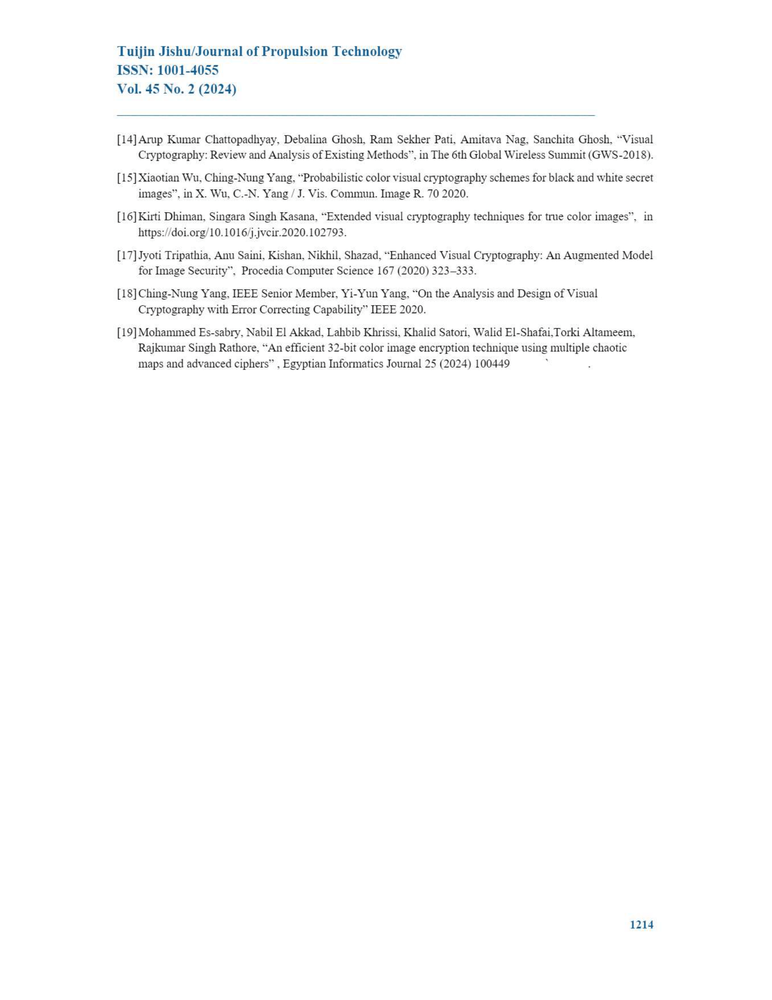 Tuijin Jishu/Journal of Propulsion Technology
ISSN: 1001-4055
Vol. 45 No. 2 (2024)
[14] Arup Kumar Chattopadhyay, Debalina Ghosh, Ram Sekher Pati, Amitava Nag, Sanchita Ghosh, “Visual
Cryptography: Review and Analysis of Existing Methods”, in The 6th Global Wireless Summit (GWS-2018).
[15] Xiaotian Wu, Ching-Nung Yang, “Probabilistic color visual cryptography schemes for black and white secret
images”, in X. Wu, C.-N. Yang / J. Vis. Commun. Image R. 70 2020.
[16] Kirti Dhiman, Singara Singh Kasana, “Extended visual cryptography techniques for true color images”, in
https://doi.org/10.1016/j.jvcir.2020.102793.
[17] Jyoti Tripathia, Anu Saini, Kishan, Nikhil, Shazad, “Enhanced Visual Cryptography: An Augmented Model
for Image Security”, Procedia Computer Science 167 (2020) 323–333.
[18] Ching-Nung Yang, IEEE Senior Member, Yi-Yun Yang, “On the Analysis and Design of Visual
Cryptography with Error Correcting Capability” IEEE 2020.
[19] Mohammed Es-sabry, Nabil El Akkad, Lahbib Khrissi, Khalid Satori, Walid El-Shafai,Torki Altameem,
Rajkumar Singh Rathore, “An efficient 32-bit color image encryption technique using multiple chaotic
maps and advanced ciphers” , Egyptian Informatics Journal 25 (2024) 100449 ` .
1214